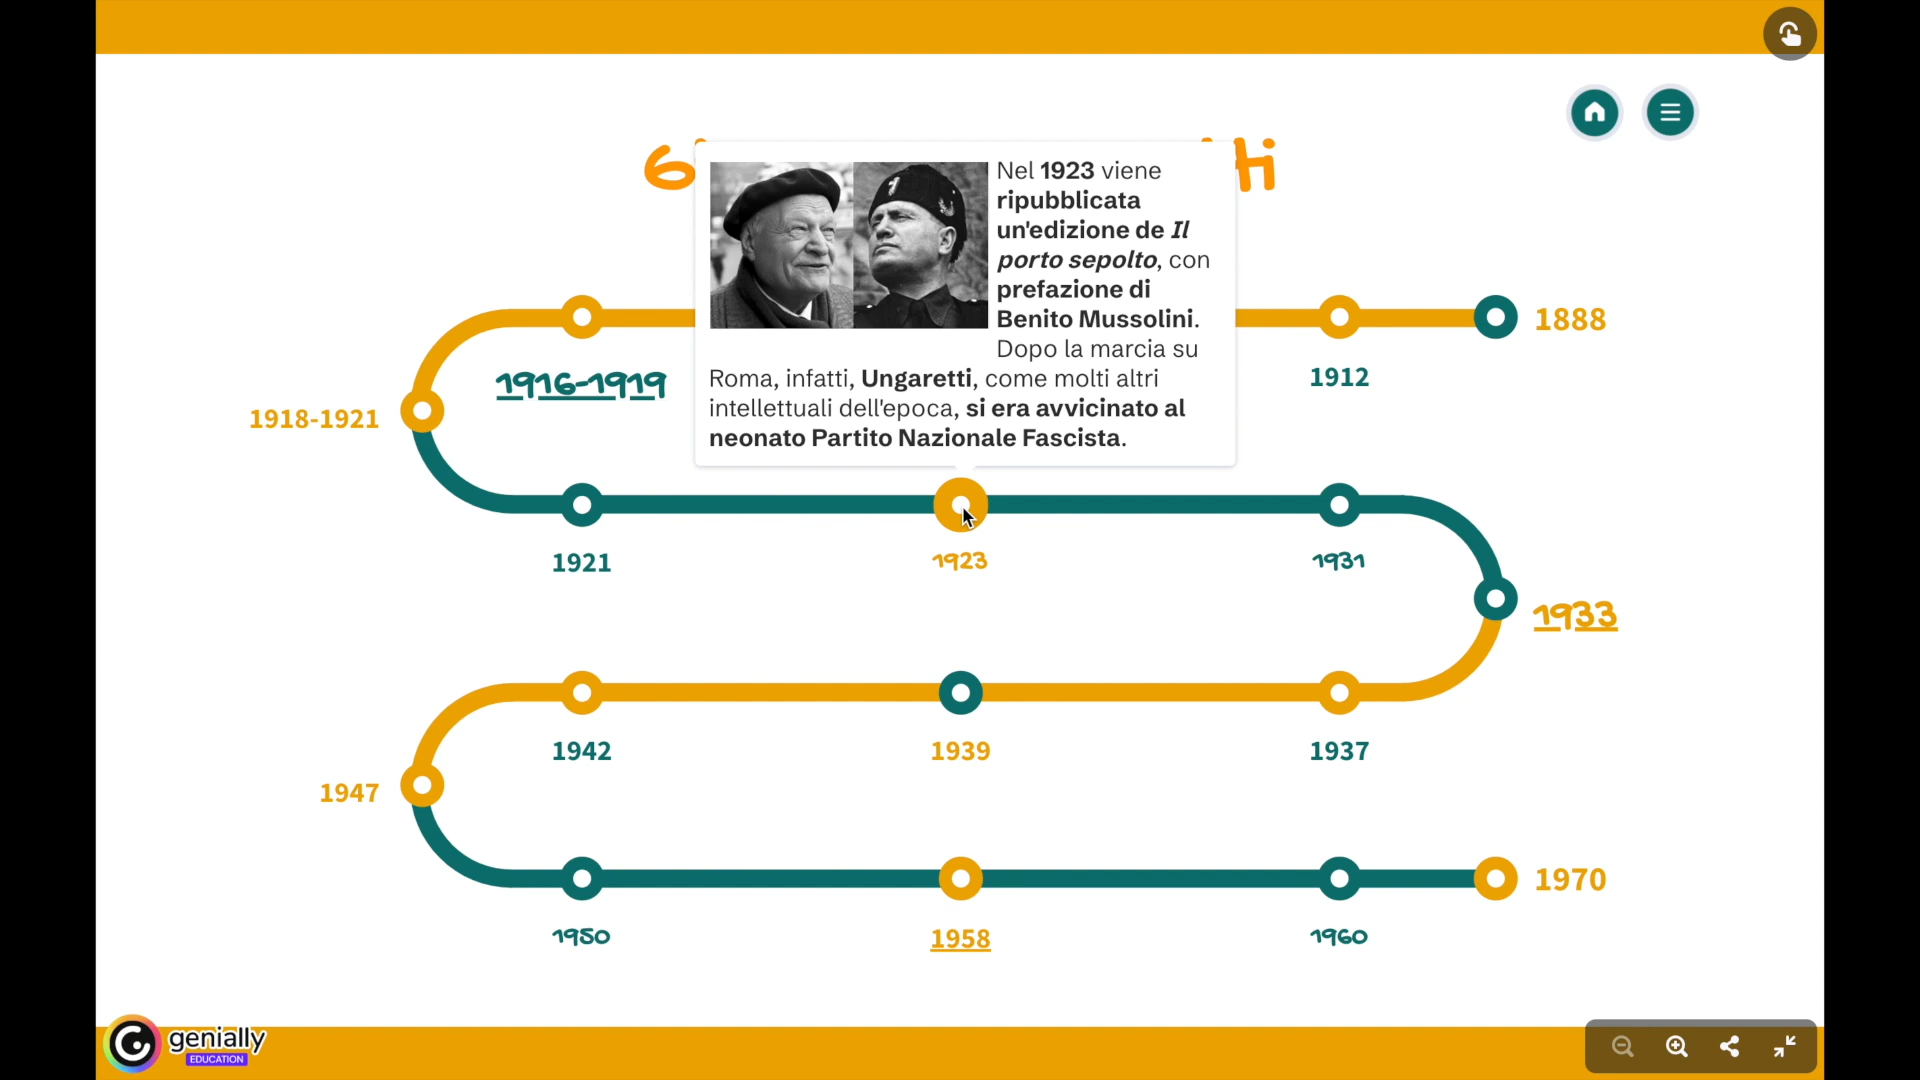 Nel 1923 viene
ripubblicata
un'edizione de Il
porto sepolto, con
prefazione di
Benito Mussolini.
Dopo la marcia su
Roma, infatti, Ungaretti, come molti altri
intellettuali dell'epoca, si era avvicinato al
neonato Partito Nazionale Fascista.
1888
1912
1916-1919
1918-1921
1921
1923
1931
1933
1937
1939
1942
1947
1950
1958
1960
1970
genially
EDUCATION